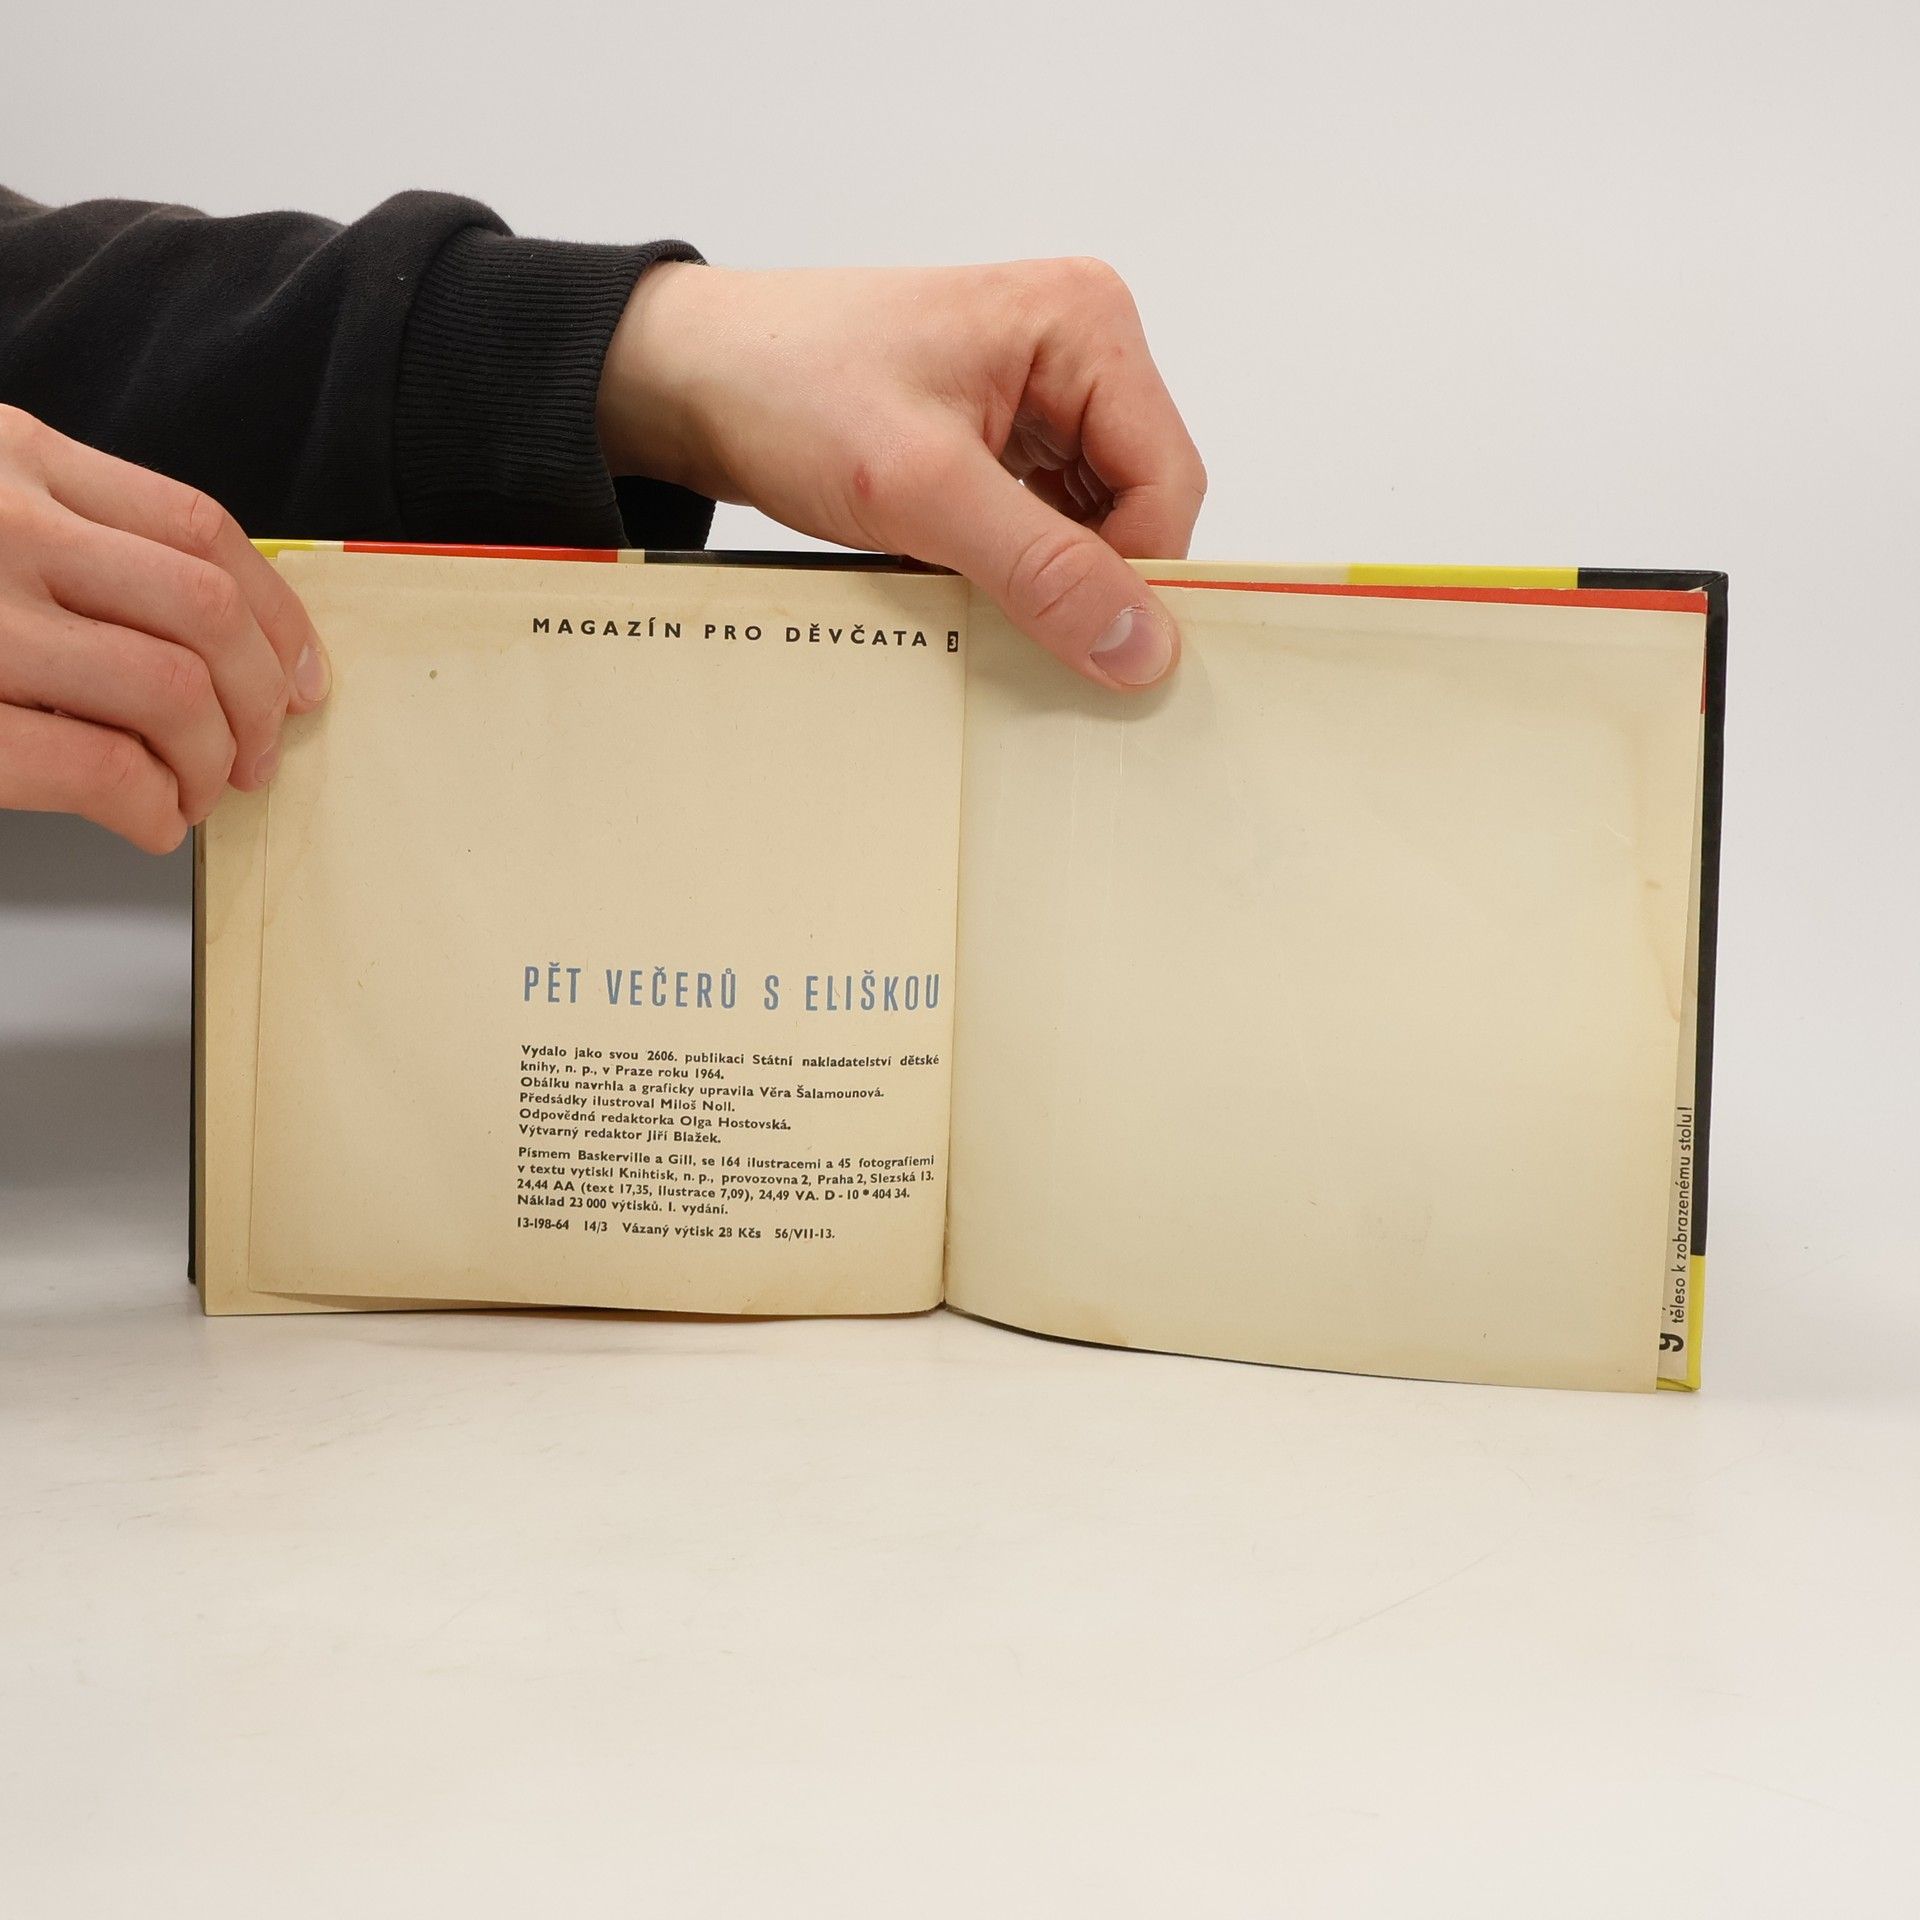 MAGAZÍN PRO DĚVČATA 3
PĚT VEČERŮ S ELIŠKOU
Vydalo jako svou 2606. publikaci Státní nakladatelství dětské
knihy, n. p., v Praze roku 1964.
Obálku navrhla a graficky upravila Věra Šalamounová.
Předsádky ilustroval Miloš Noll.
Odpovědná redaktorka Olga Hostovská.
Výtvarný redaktor Jiří Blažek.
Písmem Baskerville a Gill, se 164 ilustracemi a 45 fotografiemi
v textu vytiskl Knihtisk, n. p., provozovna 2, Praha 2, Slezská 13.
24,44 AA (text 17,35, ilustrace 7,09), 24,49 VA. D - 10 * 404 34.
Náklad 23 000 výtisků. I. vydání.
13-198-64 14/3 Vázaný výtisk 28 Kčs 56/VII-13.
těleso k zobrazenému stolu!